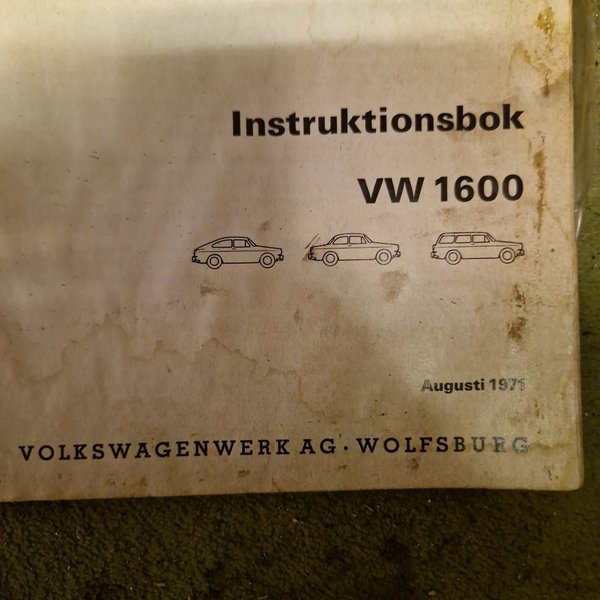 Instruktionsbok
VW 1600
Augusti 1971
VOLKSWAGENWERK AG • WOLFSBURG